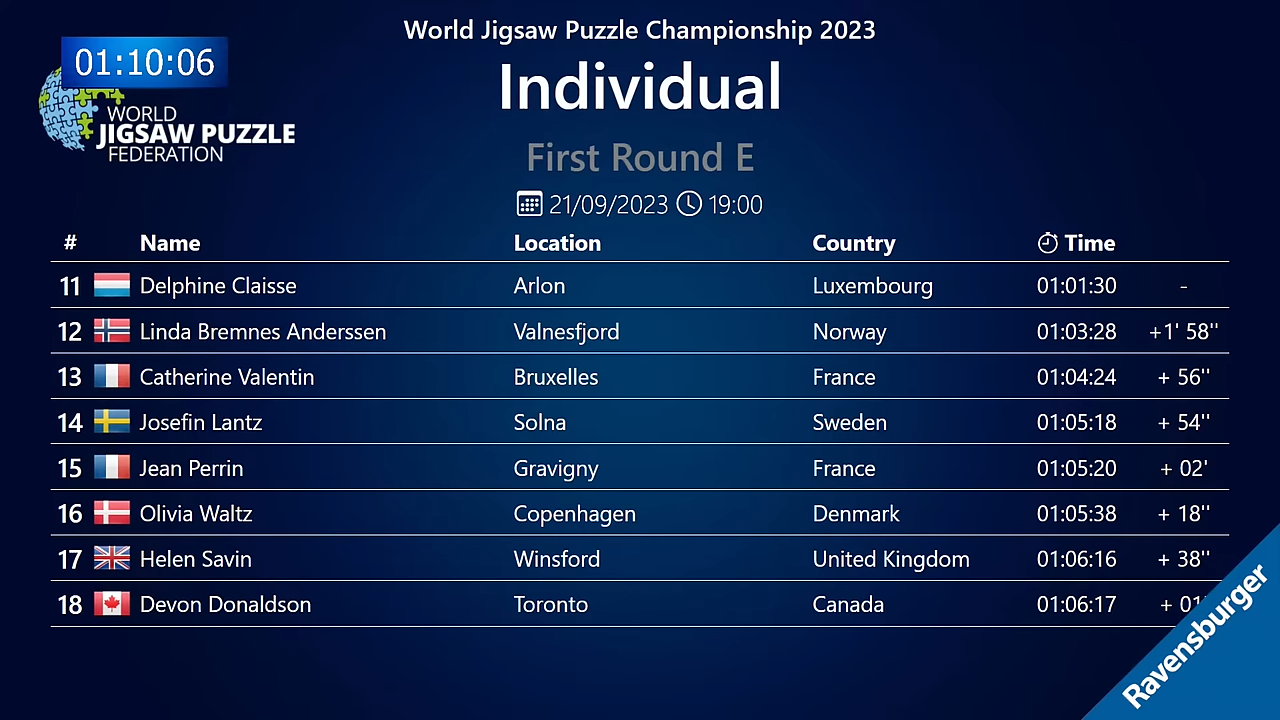 World Jigsaw Puzzle Championship 2023
01:10:06
Individual
WORLD
JIGSAW PUZZLE
FEDERATION
First Round E
21/09/2023 19:00
# Name Location Country Time
11 Delphine Claisse Arlon Luxembourg 01:01:30 -
12 Linda Bremnes Anderssen Valnesfjord Norway 01:03:28 +1' 58''
13 Catherine Valentin Bruxelles France 01:04:24 + 56''
14 Josefin Lantz Solna Sweden 01:05:18 + 54''
15 Jean Perrin Gravigny France 01:05:20 + 02'
16 Olivia Waltz Copenhagen Denmark 01:05:38 + 18''
17 Helen Savin Winsford United Kingdom 01:06:16 + 38''
18 Devon Donaldson Toronto Canada 01:06:17 + 01'
Ravensburger